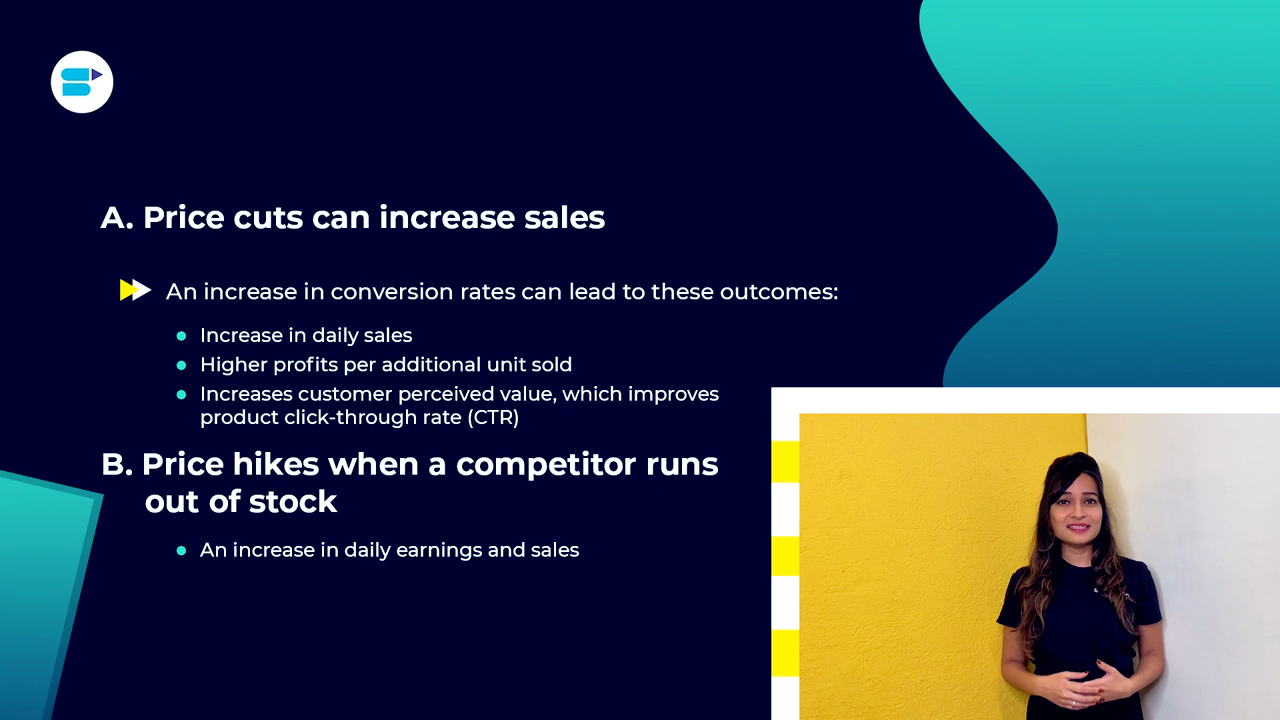 A. Price cuts can increase sales
An increase in conversion rates can lead to these outcomes:
Increase in daily sales
Higher profits per additional unit sold
Increases customer perceived value, which improves
product click-through rate (CTR)
B. Price hikes when a competitor runs
out of stock
An increase in daily earnings and sales